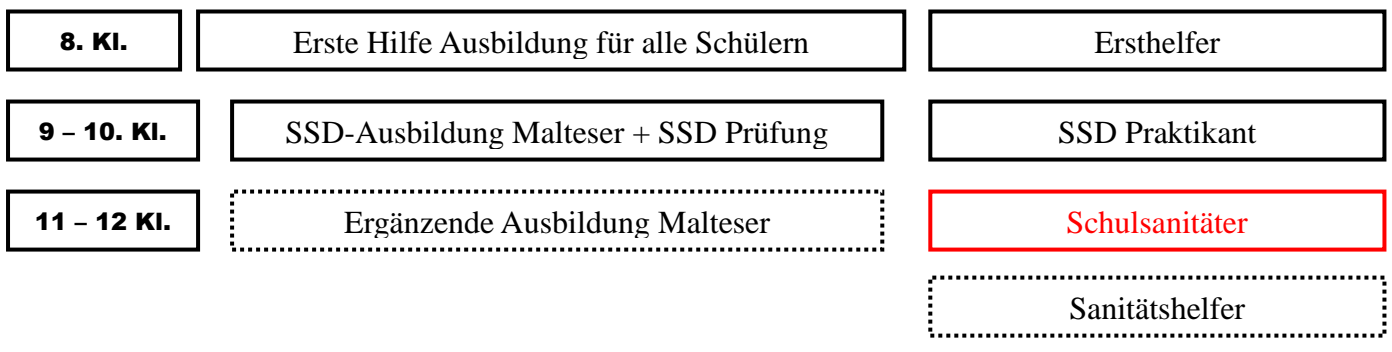 8. Kl. Erste Hilfe Ausbildung für alle Schülern Ersthelfer
9 – 10. Kl. SSD-Ausbildung Malteser + SSD Prüfung SSD Praktikant
11 – 12 Kl. Ergänzende Ausbildung Malteser Schulsanitäter
Sanitätshelfer